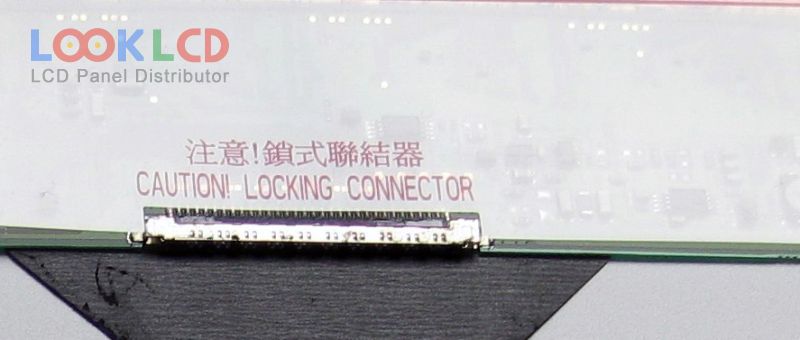 LOOKLCD
LCD Panel Distributor
注意!鎖式聯結器
CAUTION! LOCKING CONNECTOR